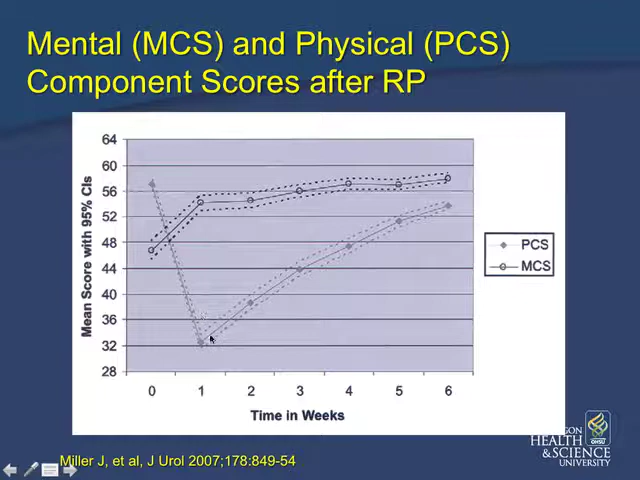 Mental (MCS) and Physical (PCS)
Component Scores after RP
64
60
56
52
48
44
40
36
32
28
Mean Score with 95% CIs
0 1 2 3 4 5 6
Time in Weeks
PCS
MCS
Miller J, et al, J Urol 2007;178:849-54
HEALTH
& SCIENCE
UNIVERSITY
OHSU